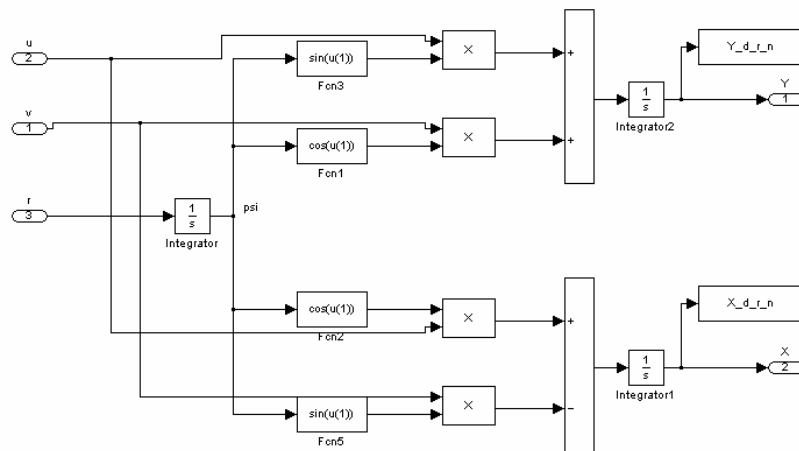 u
2
sin(u(1))
Fcn3
×
+
Y_d_r_n
Y
1
1
s
Integrator2
v
1
cos(u(1))
Fcn1
×
+
r
3
1
s
Integrator
psi
cos(u(1))
Fcn2
×
+
X_d_r_n
X
2
1
s
Integrator1
sin(u(1))
Fcn5
×
−